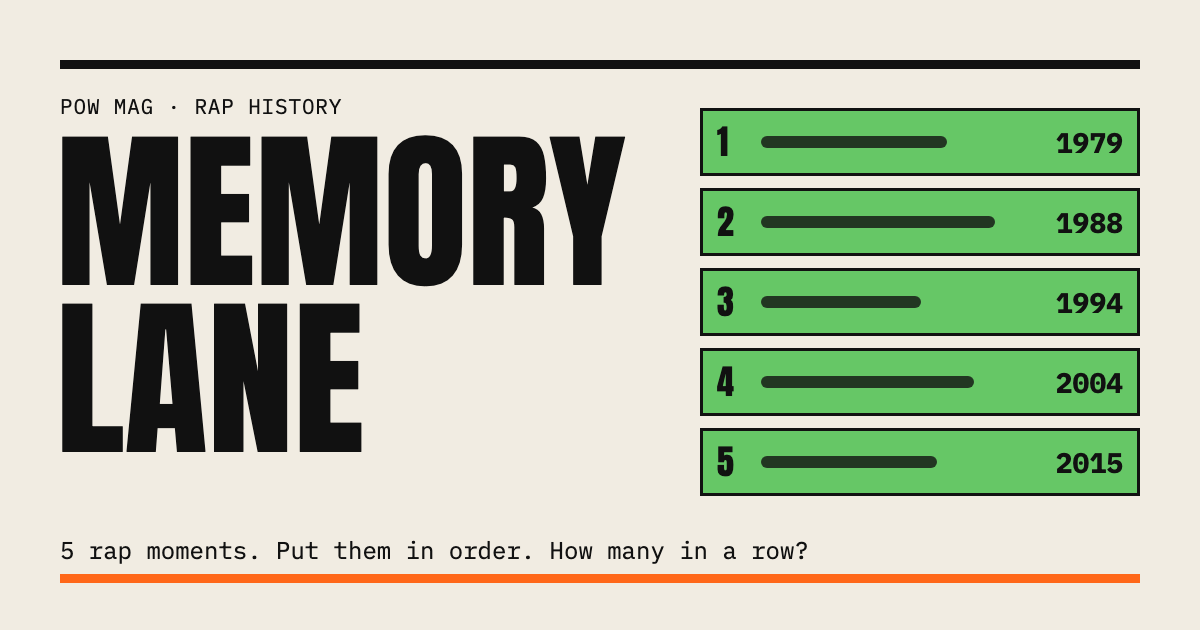 POW MAG · RAP HISTORY
MEMORY
LANE
1 1979
2 1988
3 1994
4 2004
5 2015
5 rap moments. Put them in order. How many in a row?